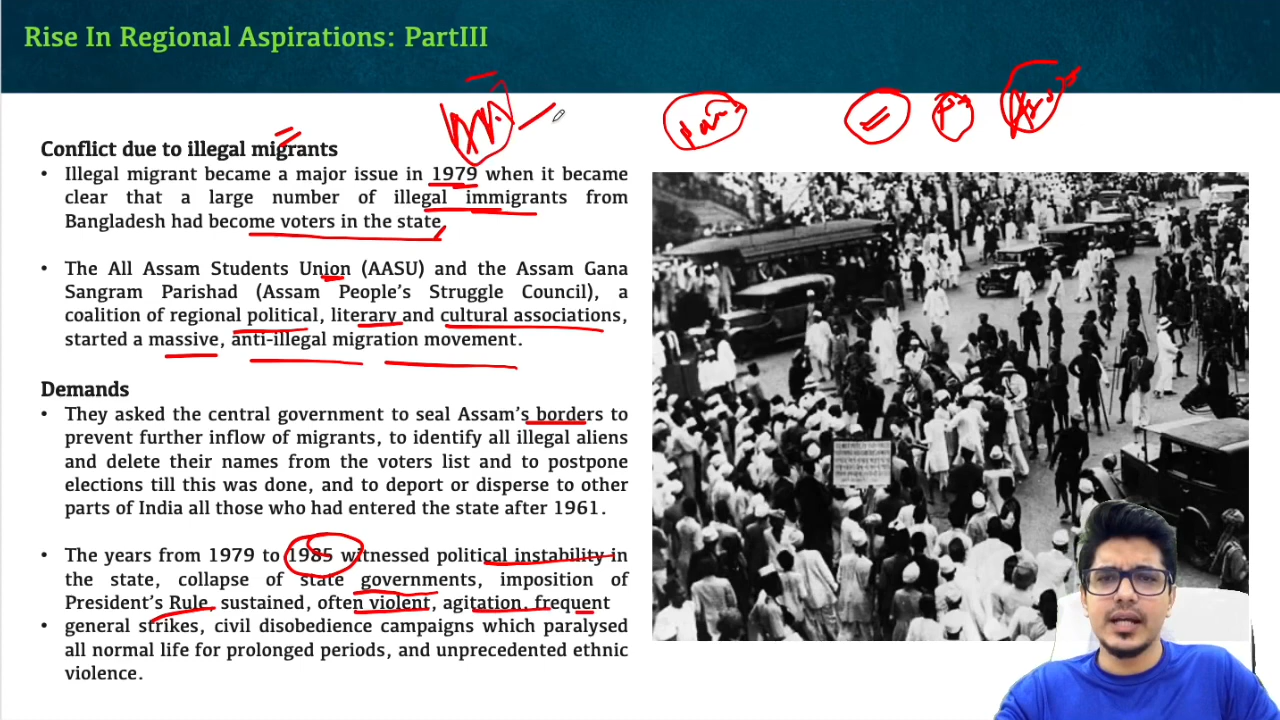 Rise In Regional Aspirations: PartIII
Conflict due to illegal migrants
• Illegal migrant became a major issue in 1979 when it became
clear that a large number of illegal immigrants from
Bangladesh had become voters in the state.
• The All Assam Students Union (AASU) and the Assam Gana
Sangram Parishad (Assam People's Struggle Council), a
coalition of regional political, literary and cultural associations,
started a massive, anti-illegal migration movement.
Demands
• They asked the central government to seal Assam's borders to
prevent further inflow of migrants, to identify all illegal aliens
and delete their names from the voters list and to postpone
elections till this was done, and to deport or disperse to other
parts of India all those who had entered the state after 1961.
• The years from 1979 to 1985 witnessed political instability in
the state, collapse of state governments, imposition of
President's Rule, sustained, often violent, agitation, frequent
• general strikes, civil disobedience campaigns which paralysed
all normal life for prolonged periods, and unprecedented ethnic
violence.